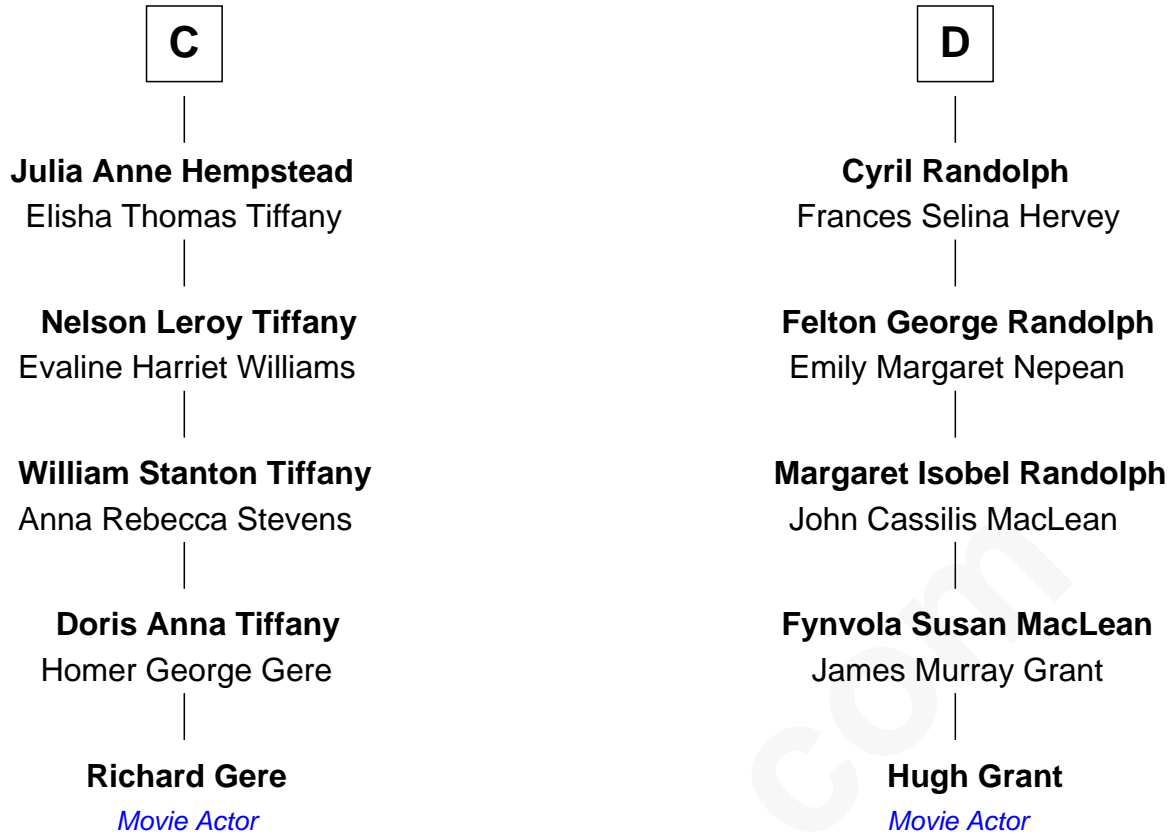 C
Julia Anne Hempstead
Elisha Thomas Tiffany
Nelson Leroy Tiffany
Evaline Harriet Williams
William Stanton Tiffany
Anna Rebecca Stevens
Doris Anna Tiffany
Homer George Gere
Richard Gere
Movie Actor
D
Cyril Randolph
Frances Selina Hervey
Felton George Randolph
Emily Margaret Nepean
Margaret Isobel Randolph
John Cassilis MacLean
Fynvola Susan MacLean
James Murray Grant
Hugh Grant
Movie Actor
com